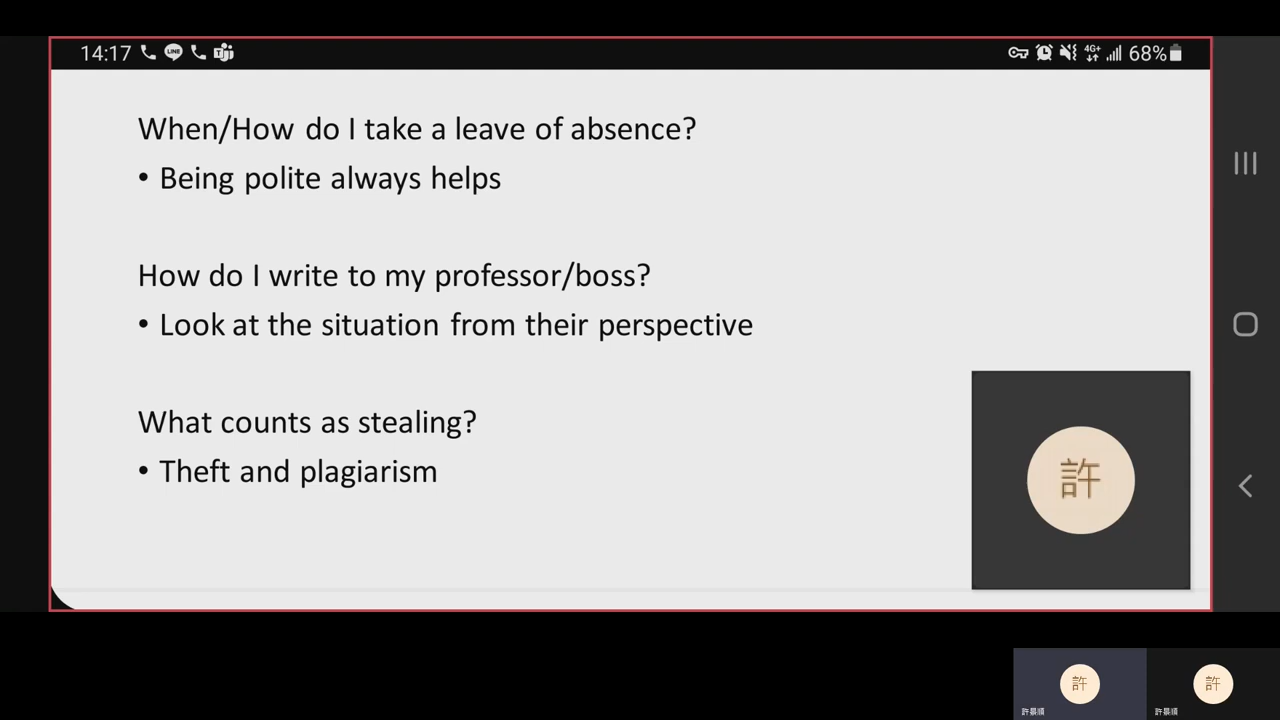 14:17
LINE
4G+
68%
When/How do I take a leave of absence?
• Being polite always helps
How do I write to my professor/boss?
• Look at the situation from their perspective
What counts as stealing?
• Theft and plagiarism
許
許
許